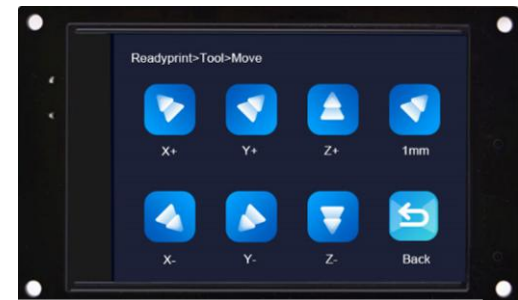 Readyprint>Tool>Move
X+ Y+ Z+ 1mm
X- Y- Z- Back